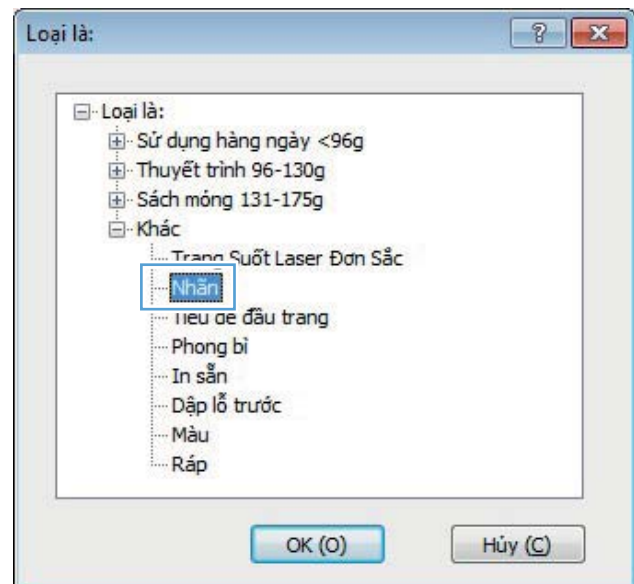 Loại là:
Loại là:
Sử dụng hàng ngày <96g
Thuyết trình 96-130g
Sách mỏng 131-175g
Khác
Trang Suốt Laser Đơn Sắc
Nhãn
Tiêu đề đầu trang
Phong bì
In sẵn
Dập lỗ trước
Màu
Ráp
OK (O) Hủy (C)